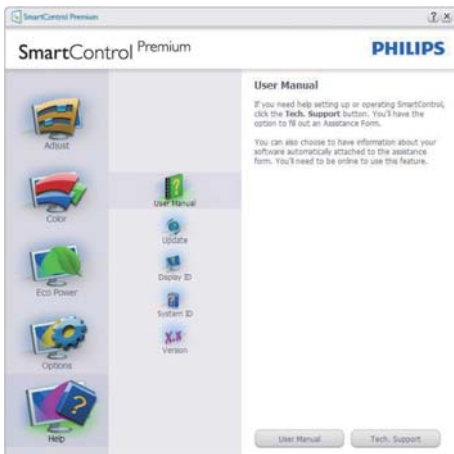 SmartControl Premium
SmartControl Premium
PHILIPS
Adjust
Color
Eco Power
Options
Help
User Manual
Update
Display ID
System ID
Version
User Manual
If you need help setting up or operating SmartControl,
click the Tech. Support button. You'll have the
option to fill out an Assistance Form.
You can also choose to have information about your
software automatically attached to the assistance
form. You'll need to be online to use this feature.
User Manual
Tech. Support